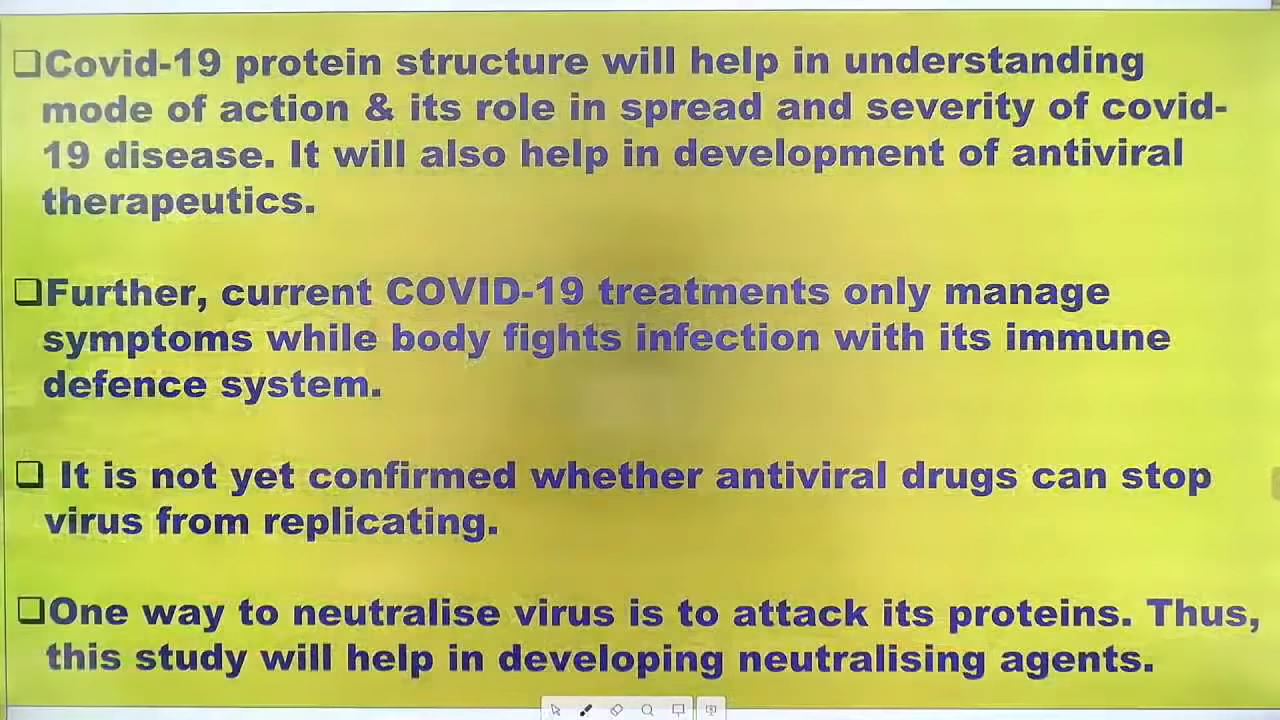 ❑Covid-19 protein structure will help in understanding
mode of action & its role in spread and severity of covid-
19 disease. It will also help in development of antiviral
therapeutics.
❑Further, current COVID-19 treatments only manage
symptoms while body fights infection with its immune
defence system.
❑ It is not yet confirmed whether antiviral drugs can stop
virus from replicating.
❑One way to neutralise virus is to attack its proteins. Thus,
this study will help in developing neutralising agents.